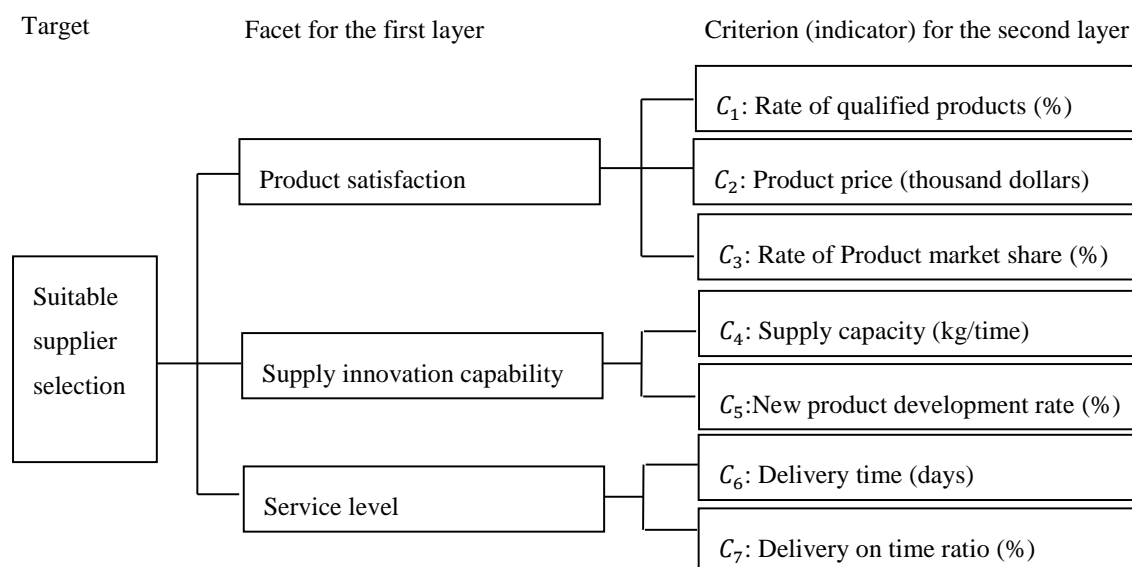 Target
Facet for the first layer
Criterion (indicator) for the second layer
C₁: Rate of qualified products (%)
Product satisfaction
C₂: Product price (thousand dollars)
C₃: Rate of Product market share (%)
Suitable
supplier
selection
Supply innovation capability
C₄: Supply capacity (kg/time)
C₅:New product development rate (%)
Service level
C₆: Delivery time (days)
C₇: Delivery on time ratio (%)